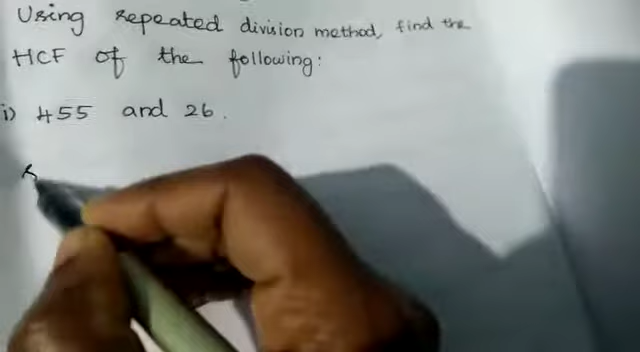 Using repeated division method, find the
HCF of the following:
i) 455 and 26.